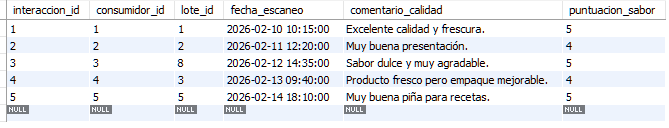 interaccion_id consumidor_id lote_id fecha_escaneo comentario_calidad puntuacion_sabor
1 1 1 2026-02-10 10:15:00 Excelente calidad y frescura. 5
2 2 2 2026-02-11 12:20:00 Muy buena presentación. 4
3 3 8 2026-02-12 14:35:00 Sabor dulce y muy agradable. 5
4 4 3 2026-02-13 09:40:00 Producto fresco pero empaque mejorable. 4
5 5 5 2026-02-14 18:10:00 Muy buena piña para recetas. 5
NULL NULL NULL NULL NULL NULL